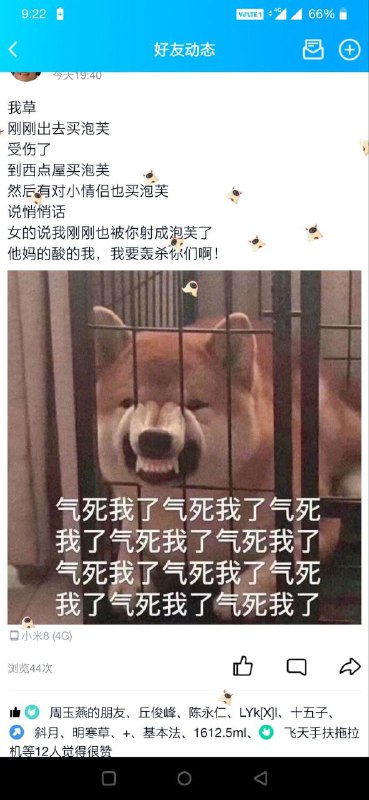 9:22
VoLTE 1
4G
66%
好友动态
今天19:40
我草
刚刚出去买泡芙
受伤了
到西点屋买泡芙
然后有对小情侣也买泡芙
说悄悄话
女的说我刚刚也被你射成泡芙了
他妈的酸的我，我要轰杀你们啊！
气死我了气死我了气死
我了气死我了气死我了
气死我了气死我了气死
我了气死我了气死我了
小米8 (4G)
浏览44次
周玉燕的朋友、丘俊峰、陈永仁、LYk[X]l、十五子、
斜月、明寒草、+、基本法、1612.5ml、飞天手扶拖拉
机等12人觉得很赞